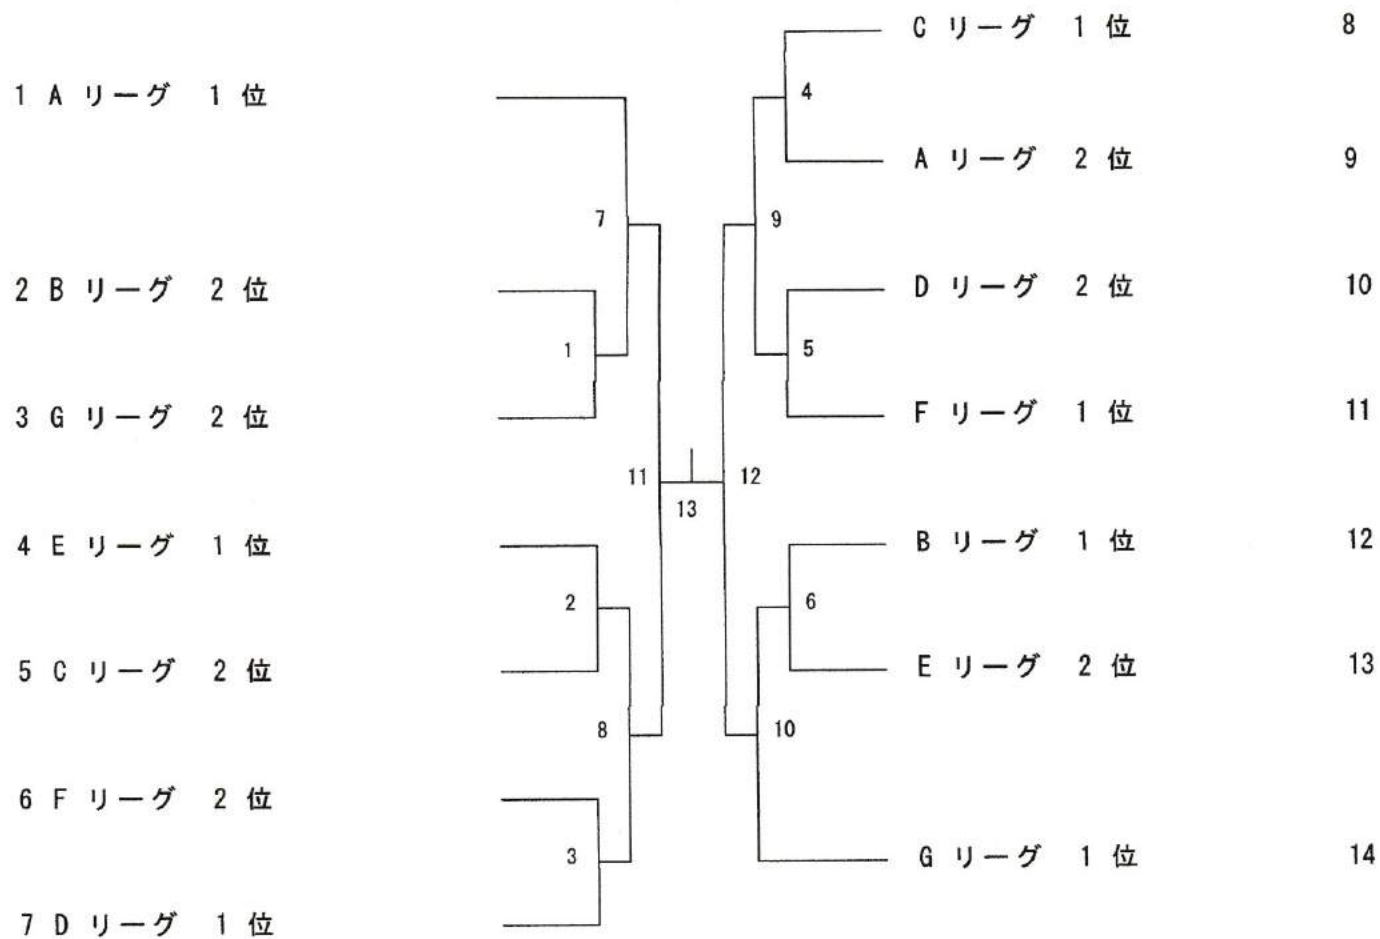 C リーグ 1 位 8
1 A リーグ 1 位
4
A リーグ 2 位 9
7
9
2 B リーグ 2 位
D リーグ 2 位 10
1
5
3 G リーグ 2 位
F リーグ 1 位 11
11
12
13
4 E リーグ 1 位
B リーグ 1 位 12
2
6
5 C リーグ 2 位
E リーグ 2 位 13
8
10
6 F リーグ 2 位
3
G リーグ 1 位 14
7 D リーグ 1 位